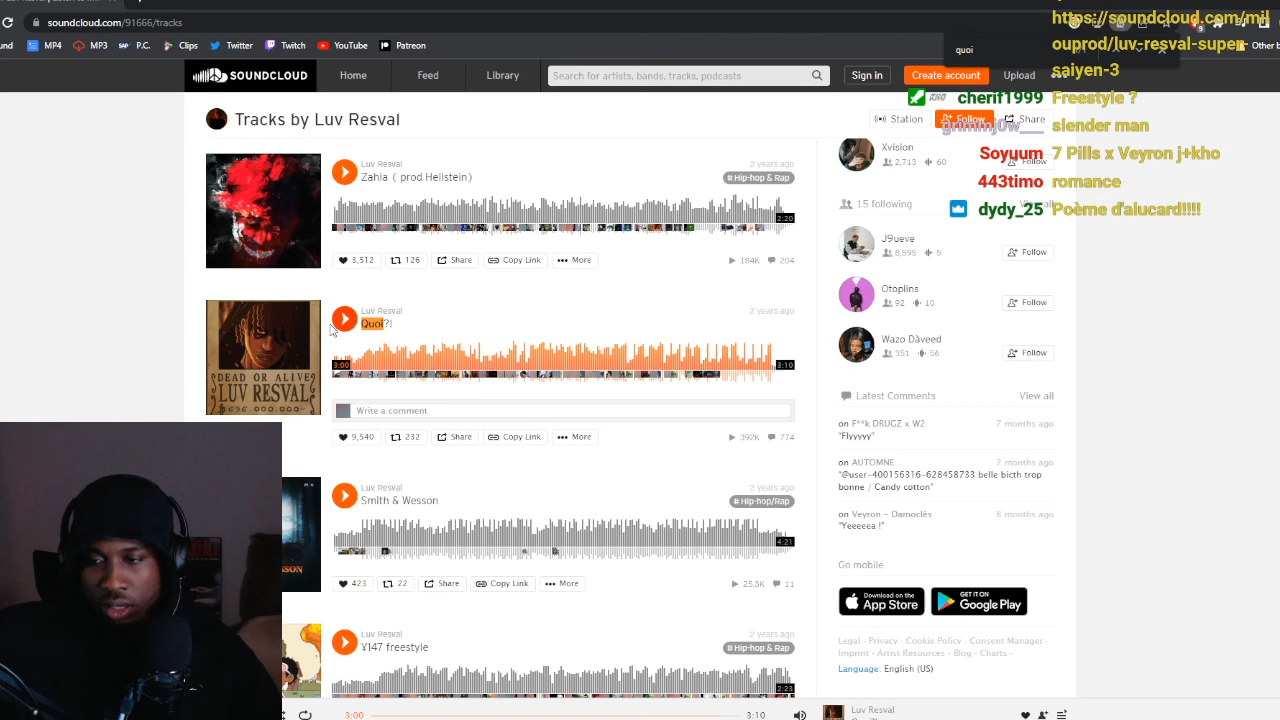 soundcloud.com/91666/tracks
MP4 MP3 P.C. Clips Twitter Twitch YouTube Patreon
quoi
https://soundcloud.com/mil
ouprod/luv-resval-super-
saiyen-3
SOUNDCLOUD Home Feed Library Search for artists, bands, tracks, podcasts Sign in Create account Upload
cherif1999 Freestyle ?
grimmj0w___ slender man
Soyuum 7 Pills x Veyron j+kho
443timo romance
dydy_25 Poème d'alucard!!!!
Tracks by Luv Resval
Station Follow Share
Luv Resval 2 years ago
Zahia ( prod Hellstein) # Hip-hop & Rap
2:20
3,512 126 Share Copy Link More 184K 204
Luv Resval 2 years ago
Quoi?!
3:00 3:10
DEAD OR ALIVE
LUV RESVAL
Write a comment
9,540 232 Share Copy Link More 392K 774
Luv Resval 2 years ago
Smith & Wesson # Hip-hop/Rap
4:21
423 22 Share Copy Link More 25.3K 11
Luv Resval 2 years ago
Y147 freestyle # Hip-hop & Rap
2:23
Xvision
2,713 60 Follow
15 following
J9ueve
8,595 5 Follow
Otoplins
92 10 Follow
Wazo Dàveed
351 56 Follow
Latest Comments View all
on F**k DRUGZ x W2 7 months ago
"Flyyyyy"
on AUTOMNE 7 months ago
"@user-400156316-628458733 belle bicth trop
bonne / Candy cotton"
on Veyron - Damoclès 8 months ago
"Yeeeeea !"
Go mobile
Download on the App Store
GET IT ON Google Play
Legal - Privacy - Cookie Policy - Consent Manager -
Imprint - Artist Resources - Blog - Charts -
Language: English (US)
3:00 3:10 Luv Resval